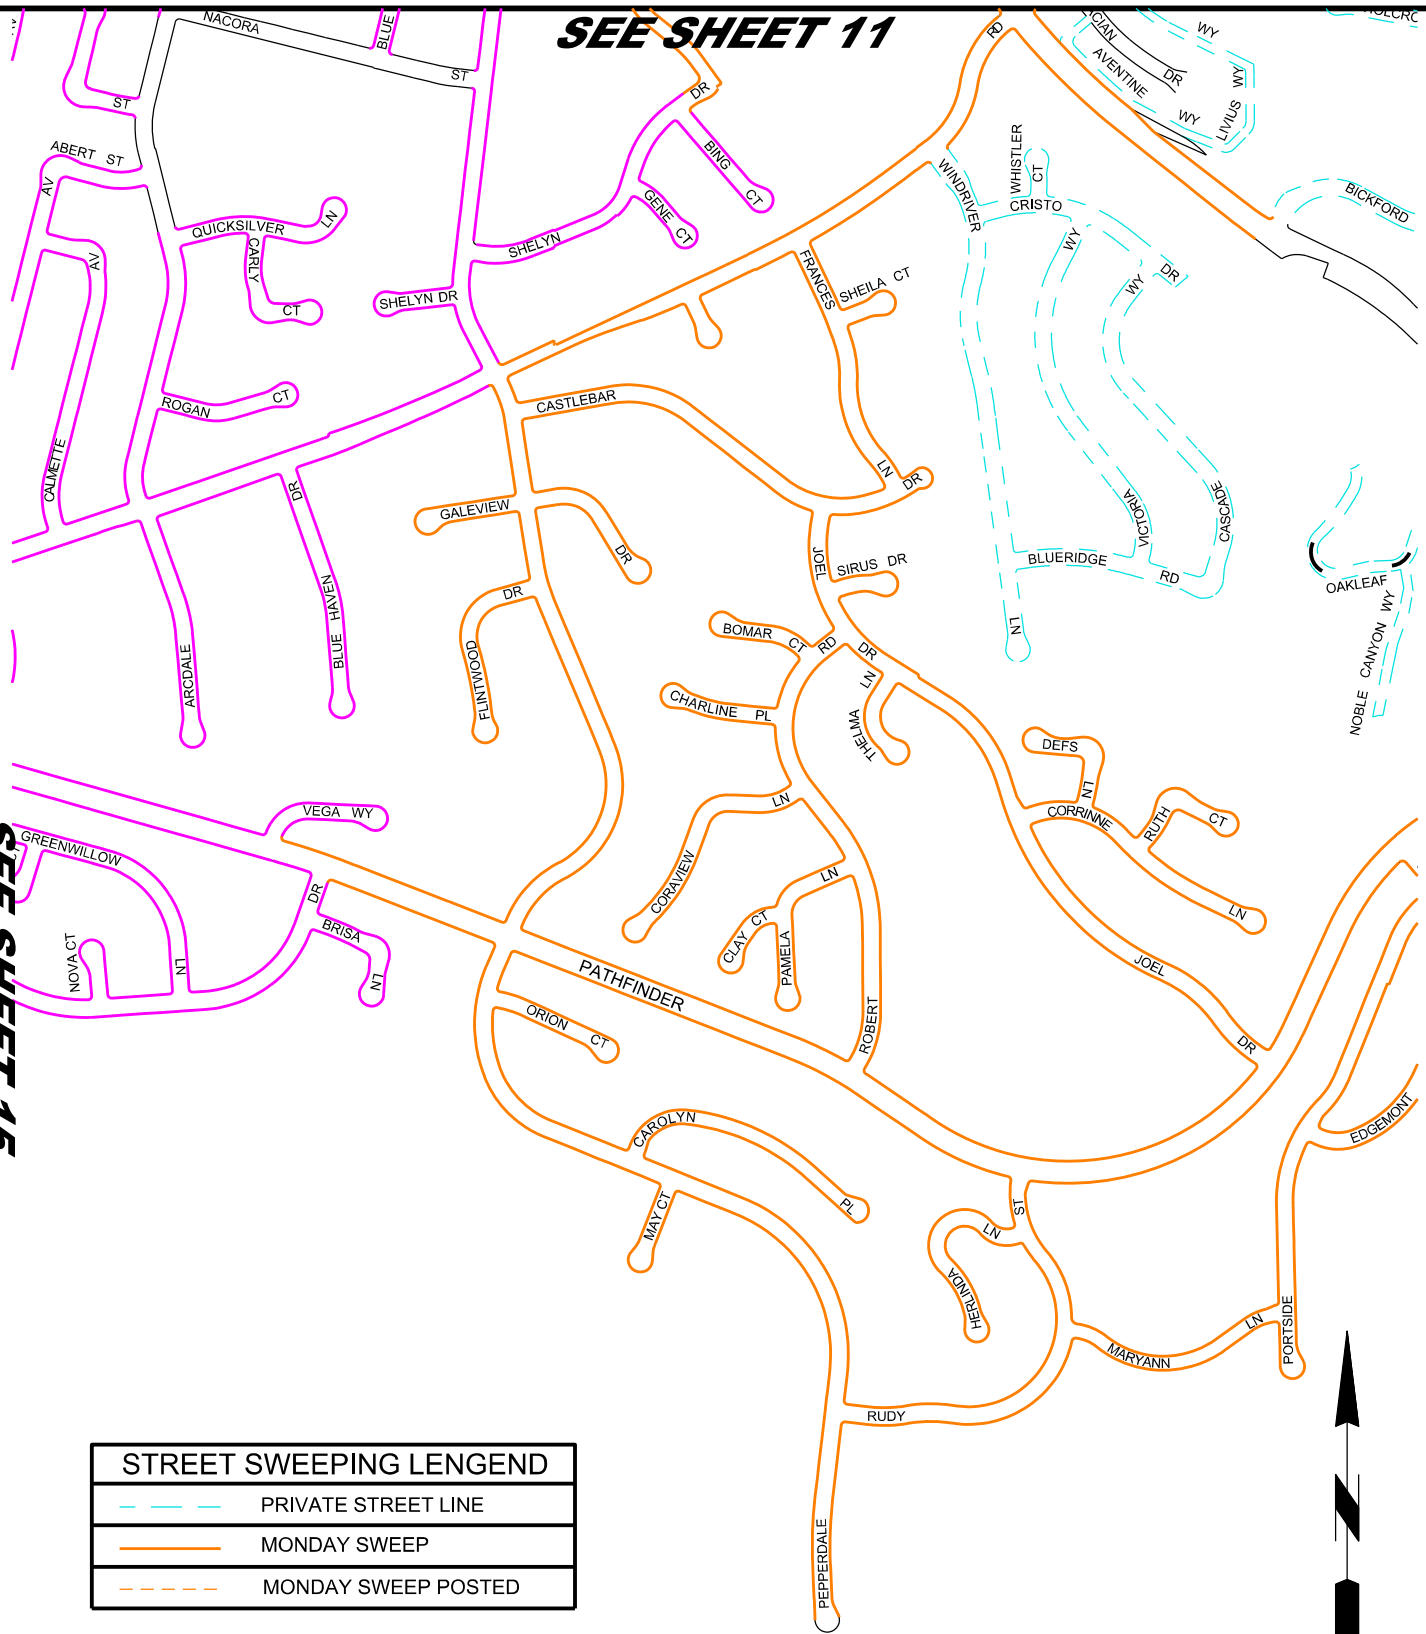 SEE SHEET 11
NACORA
ST
BLUE
RD
WY
AVENTINE
DR
WY
LIVIUS WY
ST
ABERT ST
AV
AV
DR
BING CT
GENE CT
SHELYN
WINDRIVER
WHISTLER CT
CRISTO
DR
BICKFORD
QUICKSILVER LN
CARLY CT
SHELYN DR
FRANCES
SHEILA CT
WY
WY
ROGAN CT
CASTLEBAR
CALMETTE
DR
LN
DR
GALEVIEW
DR
JOEL
SIRUS DR
VICTORIA
CASCADE
BLUERIDGE RD
LN
OAKLEAF
NOBLE CANYON WY
DR
BLUE HAVEN
ARCDALE
FLINTWOOD
BOMAR CT
RD
DR
CHARLINE PL
THELMA LN
DEFS LN
CORRINNE
RUTH CT
LN
VEGA WY
GREENWILLOW
LN
CT
DR
BRISA LN
NOVA CT
CORAVIEW LN
LN
CLAY CT
PAMELA
PATHFINDER
ROBERT
JOEL
DR
ORION CT
CAROLYN PL
MAY CT
ST
HERLINDA LN
EDGEMONT
MARYANN LN
PORTSIDE
RUDY
PEPPERDALE
SEE SHEET 15
STREET SWEEPING LENGEND
PRIVATE STREET LINE
MONDAY SWEEP
MONDAY SWEEP POSTED
N